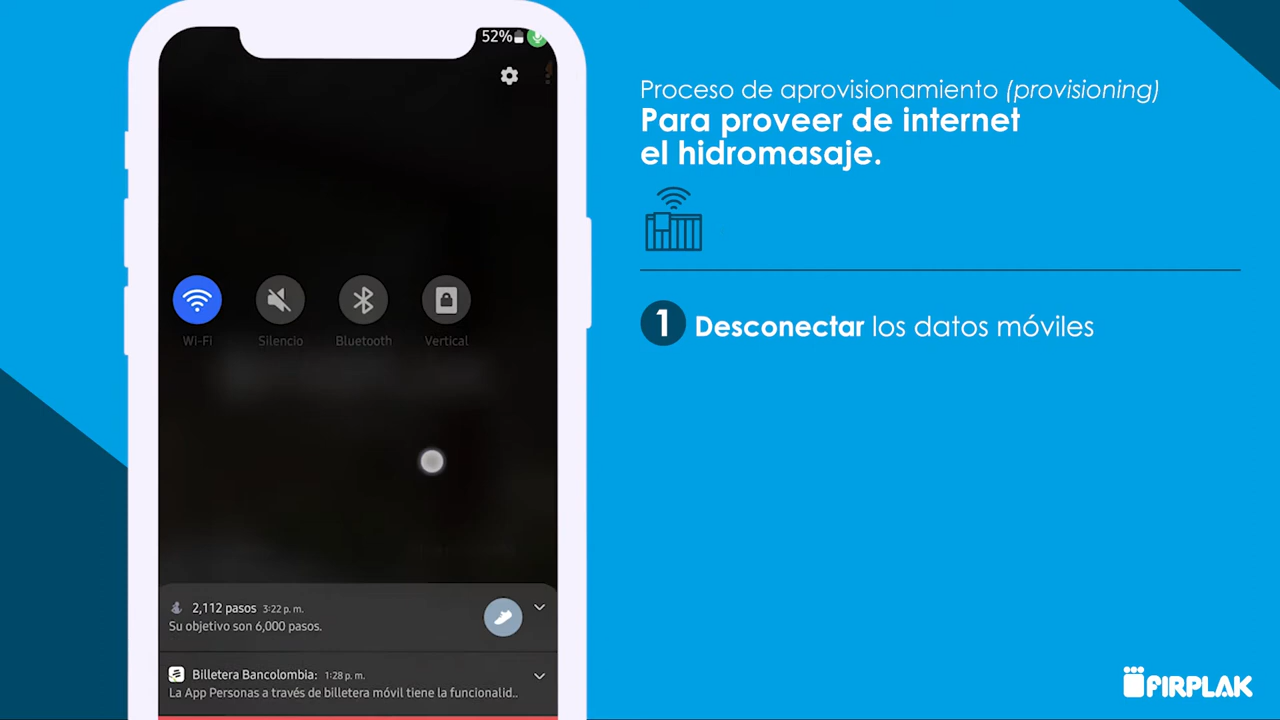 52%
Proceso de aprovisionamiento (provisioning)
Para proveer de internet
el hidromasaje.
1 Desconectar los datos móviles
Wi-Fi
Silencio
Bluetooth
Vertical
2,112 pasos 3:22 p. m.
Su objetivo son 6,000 pasos.
Billetera Bancolombia: 1:28 p. m.
La App Personas a través de billetera móvil tiene la funcionalid..
FIRPLAK